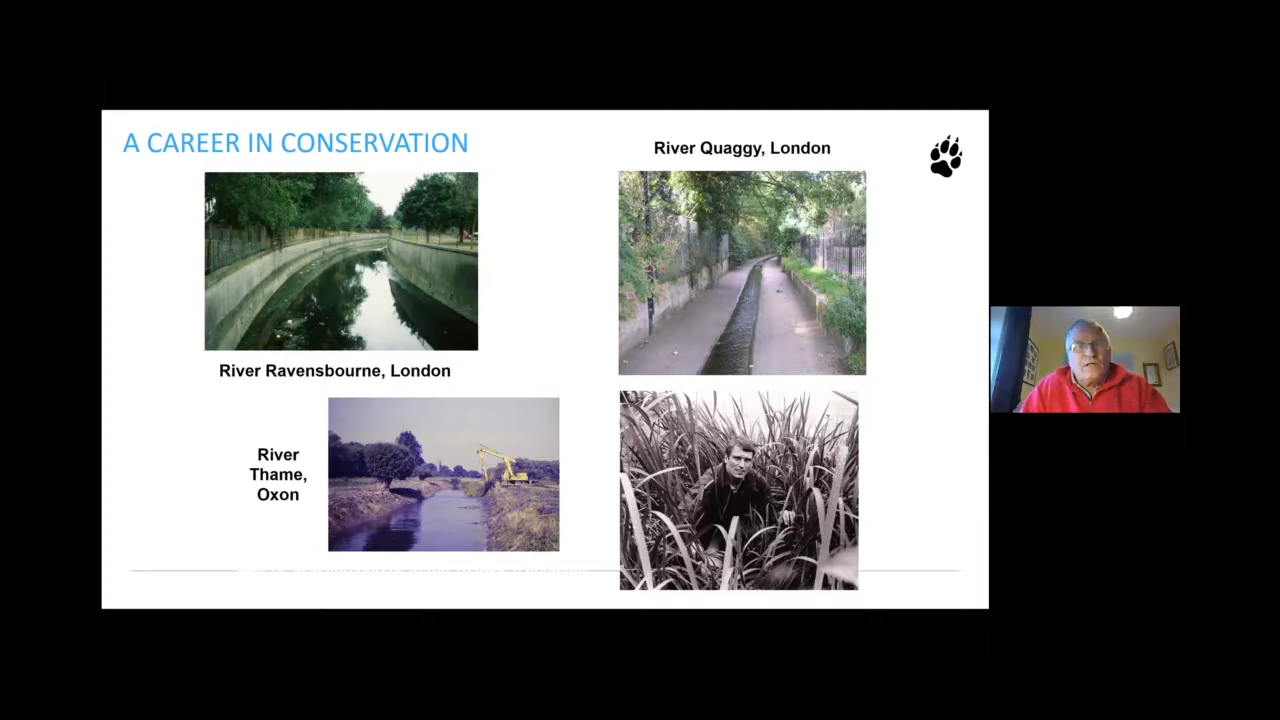 A CAREER IN CONSERVATION
River Quaggy, London
River Ravensbourne, London
River
Thame,
Oxon